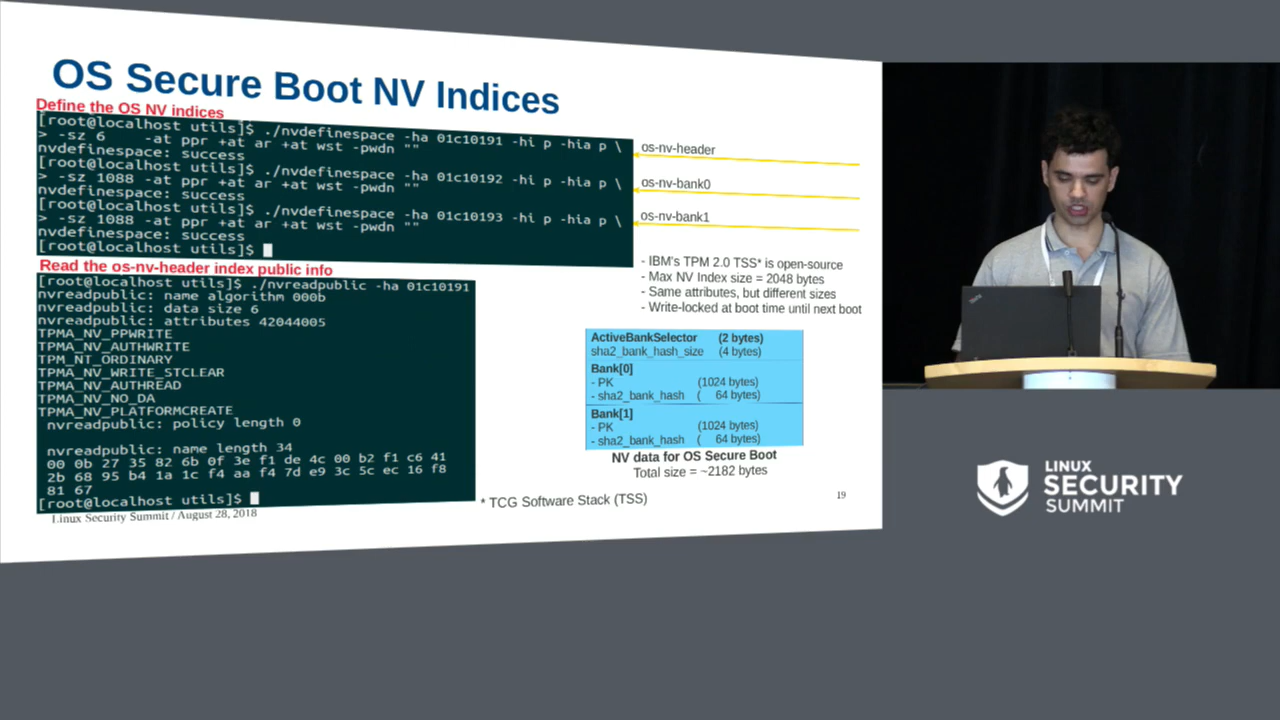 OS Secure Boot NV Indices
Define the OS NV indices
[root@localhost utils]$ ./nvdefinespace -ha 01c10191 -hi p -hia p \
> -sz 6     -at ppr +at ar +at wst -pwdn ""
nvdefinespace: success
[root@localhost utils]$ ./nvdefinespace -ha 01c10192 -hi p -hia p \
> -sz 1088 -at ppr +at ar +at wst -pwdn ""
nvdefinespace: success
[root@localhost utils]$ ./nvdefinespace -ha 01c10193 -hi p -hia p \
> -sz 1088 -at ppr +at ar +at wst -pwdn ""
nvdefinespace: success
[root@localhost utils]$
os-nv-header
os-nv-bank0
os-nv-bank1
Read the os-nv-header index public info
[root@localhost utils]$ ./nvreadpublic -ha 01c10191
nvreadpublic: name algorithm 000b
nvreadpublic: data size 6
nvreadpublic: attributes 42044005
TPMA_NV_PPWRITE
TPMA_NV_AUTHWRITE
TPM_NT_ORDINARY
TPMA_NV_WRITE_STCLEAR
TPMA_NV_AUTHREAD
TPMA_NV_NO_DA
TPMA_NV_PLATFORMCREATE
nvreadpublic: policy length 0
nvreadpublic: name length 34
00 0b 27 35 82 6b 0f 3e f1 de 4c 00 b2 f1 c6 41
2b 68 95 b4 1a 1c f4 aa f4 7d e9 3c 5c ec 16 f8
81 67
[root@localhost utils]$
- IBM's TPM 2.0 TSS* is open-source
- Max NV Index size = 2048 bytes
- Same attributes, but different sizes
- Write-locked at boot time until next boot
ActiveBankSelector (2 bytes)
sha2_bank_hash_size (4 bytes)
Bank[0]
- PK (1024 bytes)
- sha2_bank_hash ( 64 bytes)
Bank[1]
- PK (1024 bytes)
- sha2_bank_hash ( 64 bytes)
NV data for OS Secure Boot
Total size = ~2182 bytes
* TCG Software Stack (TSS)
19
Linux Security Summit / August 28, 2018
LINUX
SECURITY
SUMMIT